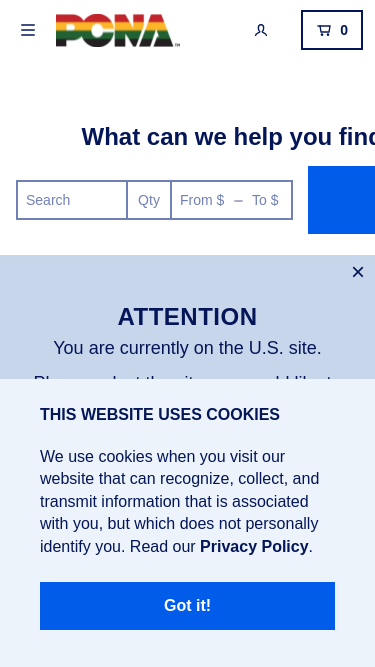 PCNA
TM
0
What can we help you find
Search
Qty
From $ – To $
ATTENTION
You are currently on the U.S. site.
THIS WEBSITE USES COOKIES
We use cookies when you visit our
website that can recognize, collect, and
transmit information that is associated
with you, but which does not personally
identify you. Read our Privacy Policy.
Got it!